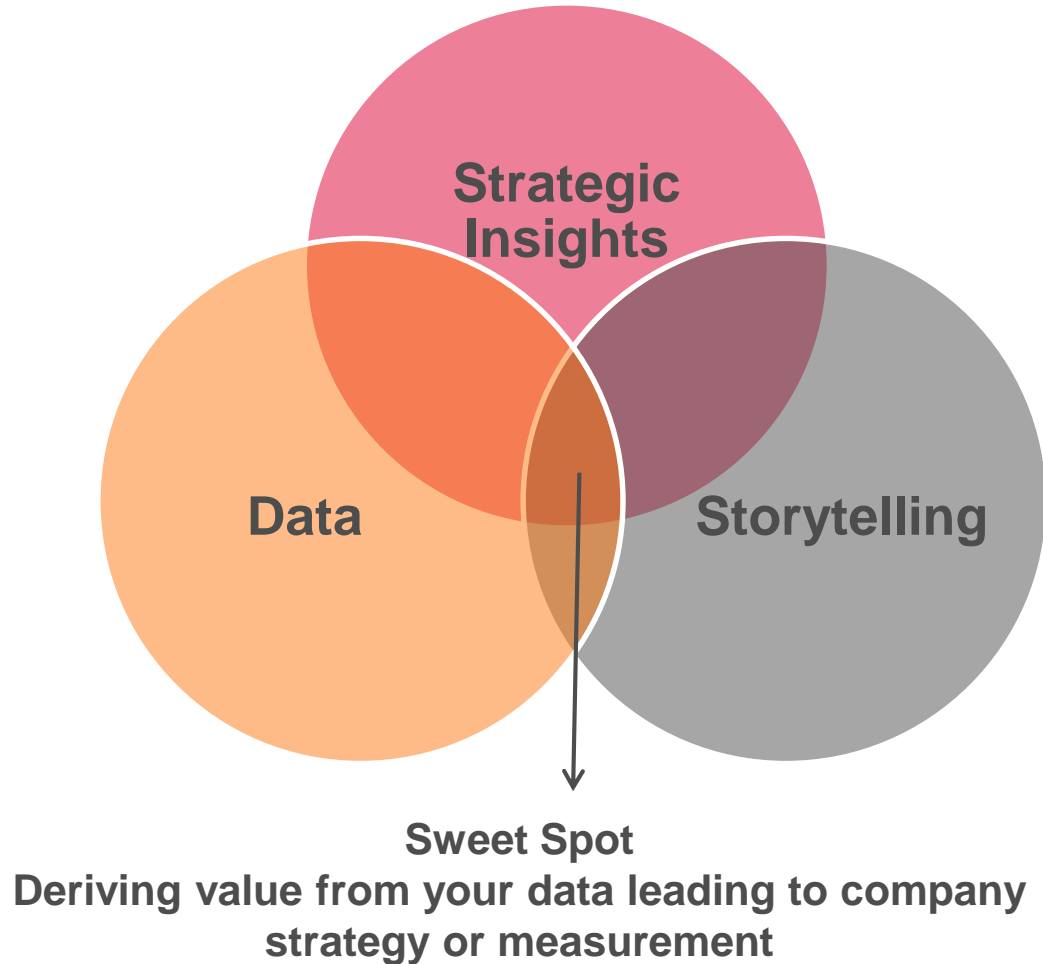 Strategic
Insights
Data
Storytelling
Sweet Spot
Deriving value from your data leading to company
strategy or measurement